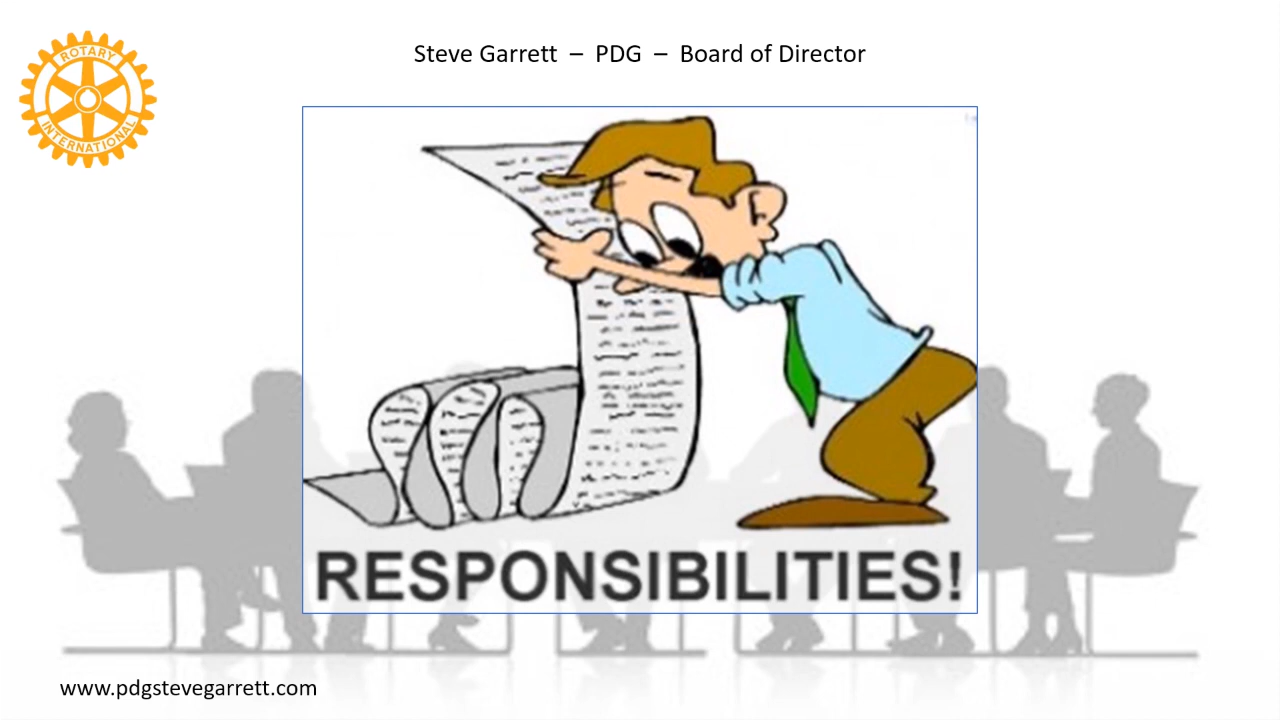 Steve Garrett – PDG – Board of Director
ROTARY
INTERNATIONAL
RESPONSIBILITIES!
www.pdgstevegarrett.com